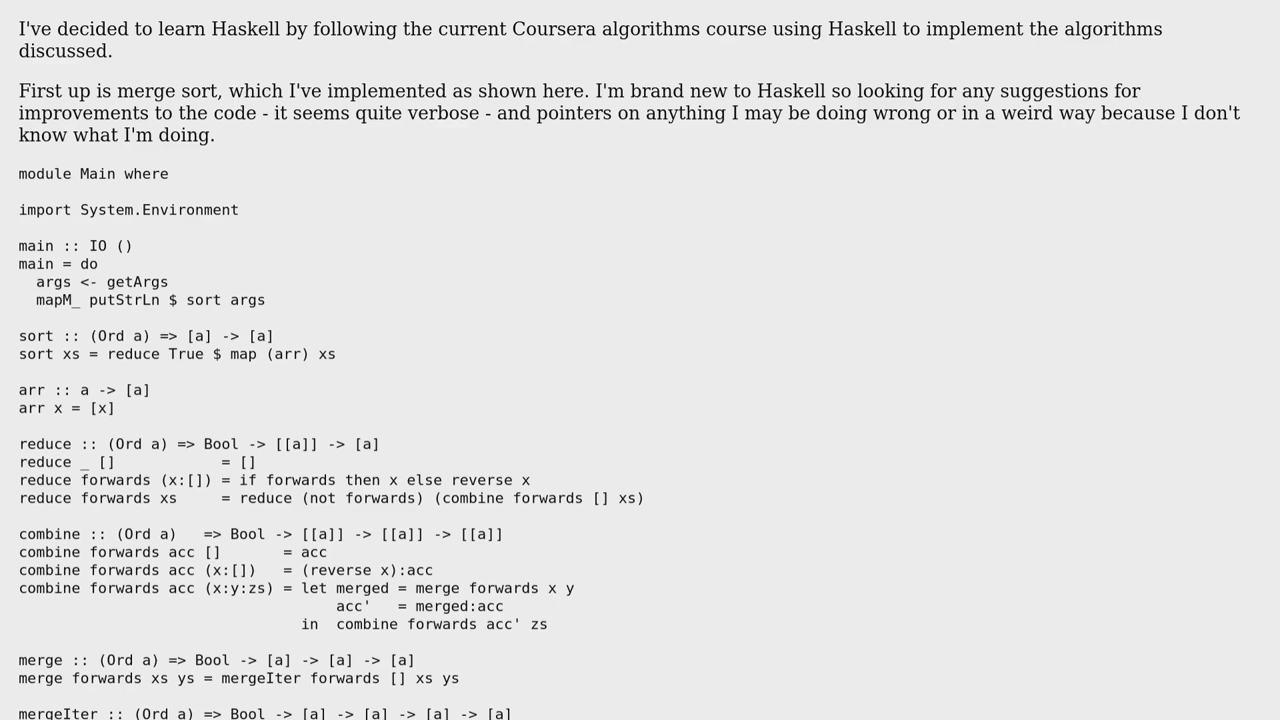 I've decided to learn Haskell by following the current Coursera algorithms course using Haskell to implement the algorithms
discussed.
First up is merge sort, which I've implemented as shown here. I'm brand new to Haskell so looking for any suggestions for
improvements to the code - it seems quite verbose - and pointers on anything I may be doing wrong or in a weird way because I don't
know what I'm doing.
module Main where
import System.Environment
main :: IO ()
main = do
  args <- getArgs
  mapM_ putStrLn $ sort args
sort :: (Ord a) => [a] -> [a]
sort xs = reduce True $ map (arr) xs
arr :: a -> [a]
arr x = [x]
reduce :: (Ord a) => Bool -> [[a]] -> [a]
reduce _ []            = []
reduce forwards (x:[]) = if forwards then x else reverse x
reduce forwards xs     = reduce (not forwards) (combine forwards [] xs)
combine :: (Ord a)   => Bool -> [[a]] -> [[a]] -> [[a]]
combine forwards acc []       = acc
combine forwards acc (x:[])   = (reverse x):acc
combine forwards acc (x:y:zs) = let merged = merge forwards x y
                                    acc'   = merged:acc
                                in  combine forwards acc' zs
merge :: (Ord a) => Bool -> [a] -> [a] -> [a]
merge forwards xs ys = mergeIter forwards [] xs ys
mergeIter :: (Ord a) => Bool -> [a] -> [a] -> [a] -> [a]